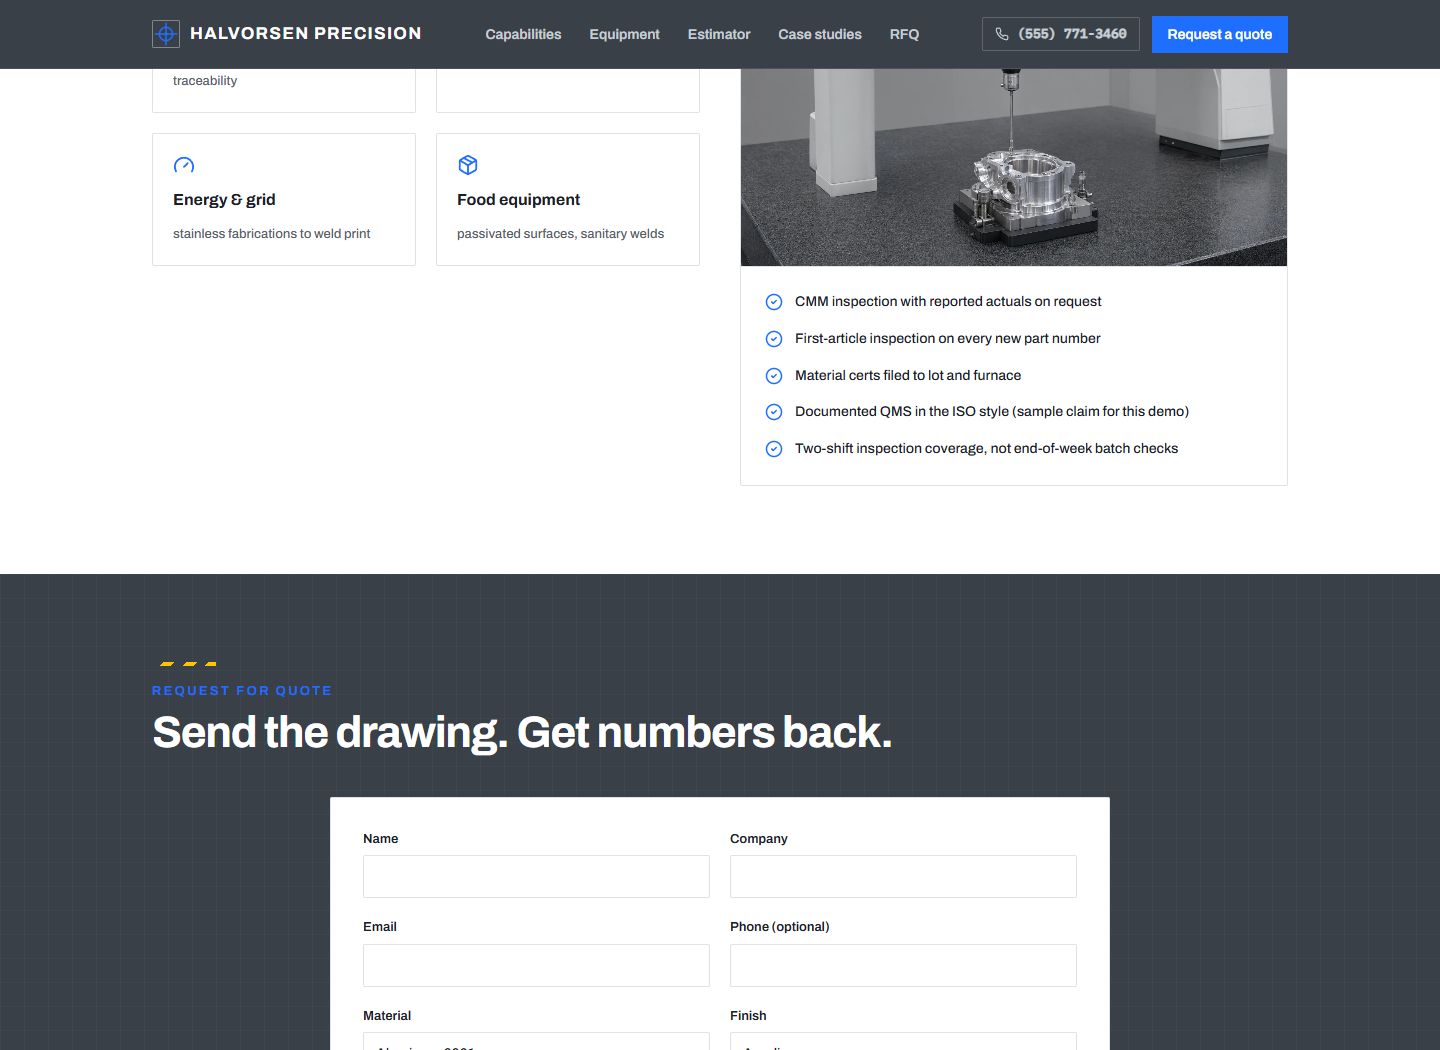 HALVORSEN PRECISION
Capabilities
Equipment
Estimator
Case studies
RFQ
(555) 771-3460
Request a quote
traceability
Energy & grid
stainless fabrications to weld print
Food equipment
passivated surfaces, sanitary welds
CMM inspection with reported actuals on request
First-article inspection on every new part number
Material certs filed to lot and furnace
Documented QMS in the ISO style (sample claim for this demo)
Two-shift inspection coverage, not end-of-week batch checks
REQUEST FOR QUOTE
Send the drawing. Get numbers back.
Name
Company
Email
Phone (optional)
Material
Finish